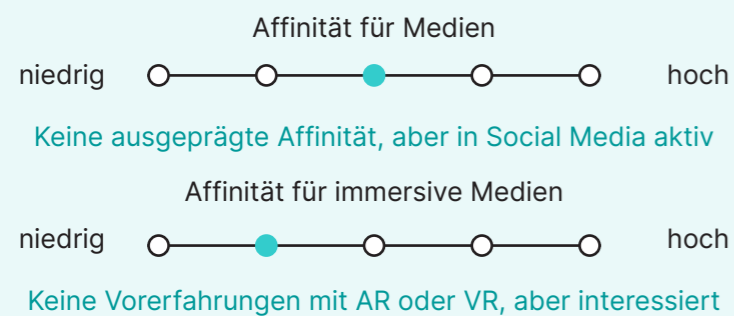 Affinität für Medien
niedrig hoch
Keine ausgeprägte Affinität, aber in Social Media aktiv
Affinität für immersive Medien
niedrig hoch
Keine Vorerfahrungen mit AR oder VR, aber interessiert